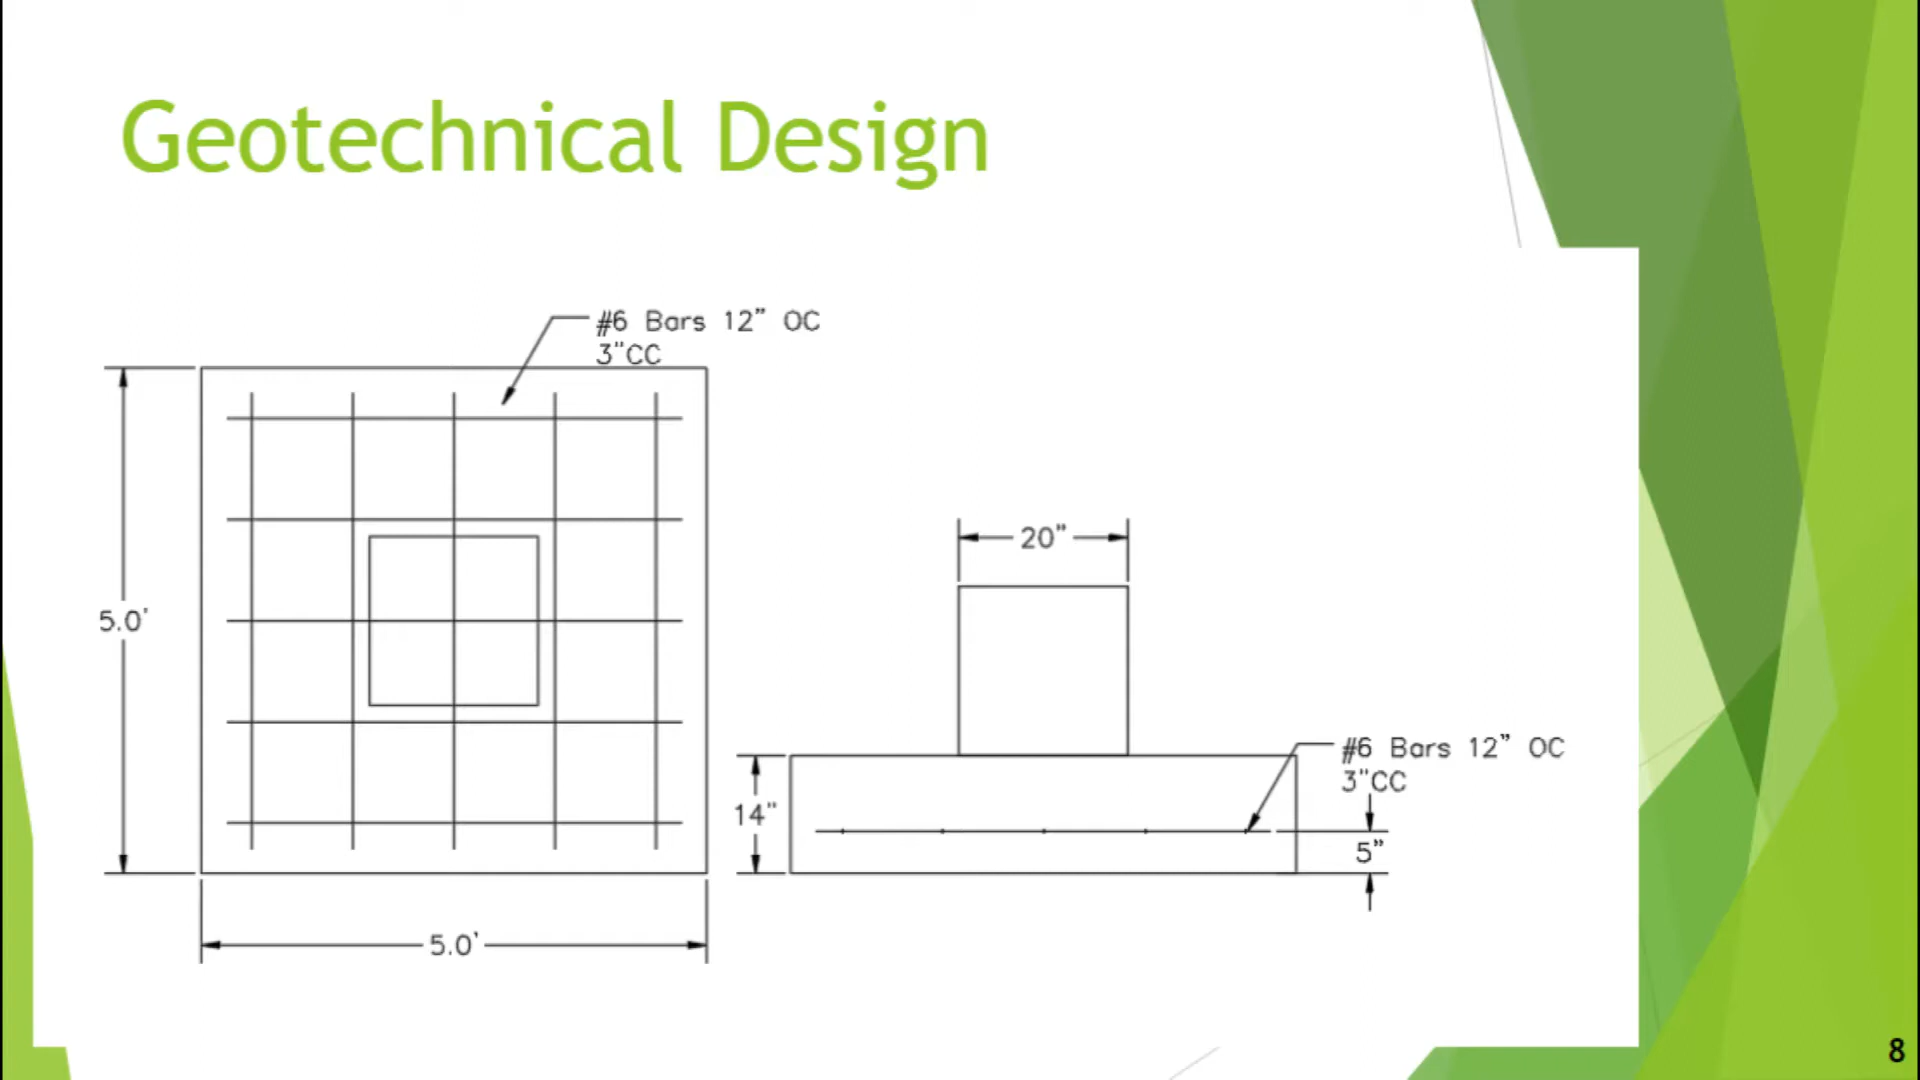 Geotechnical Design
#6 Bars 12" OC
3"CC
5.0'
5.0'
20"
14"
#6 Bars 12" OC
3"CC
5"
8